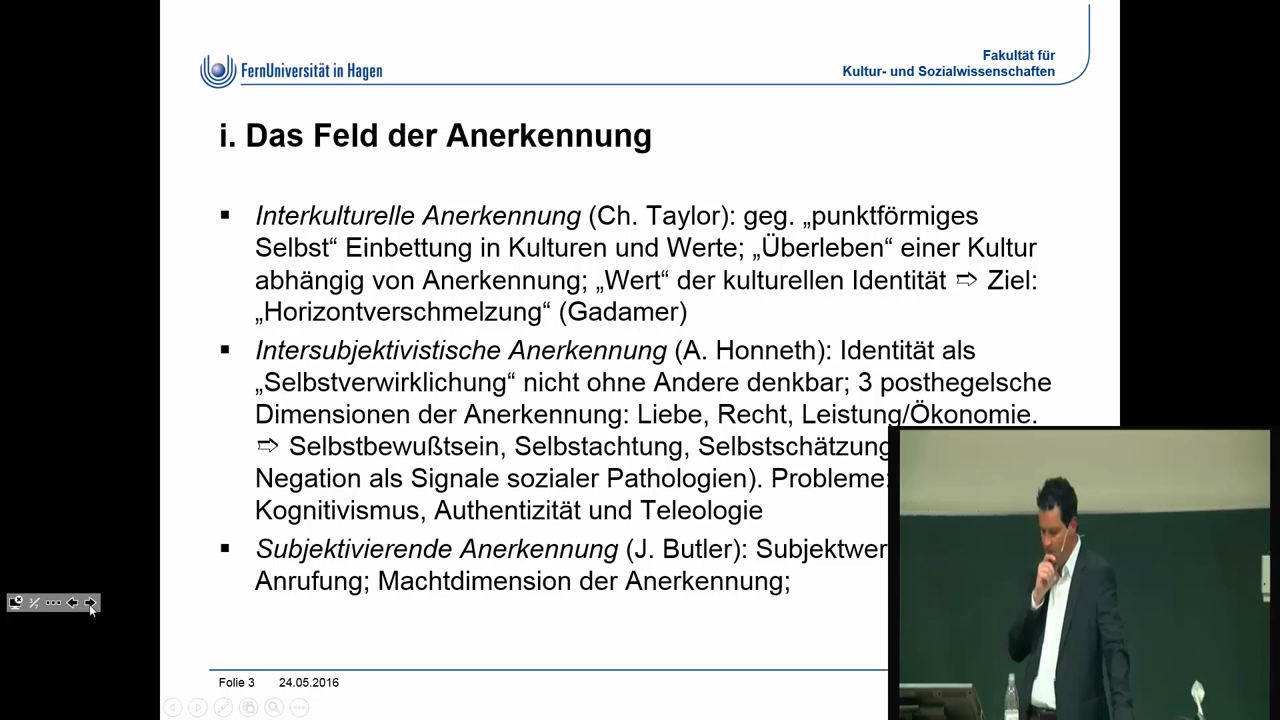 FernUniversität in Hagen
Fakultät für
Kultur- und Sozialwissenschaften
i. Das Feld der Anerkennung
▪ Interkulturelle Anerkennung (Ch. Taylor): geg. „punktförmiges
Selbst“ Einbettung in Kulturen und Werte; „Überleben“ einer Kultur
abhängig von Anerkennung; „Wert“ der kulturellen Identität ⇨ Ziel:
„Horizontverschmelzung“ (Gadamer)
▪ Intersubjektivistische Anerkennung (A. Honneth): Identität als
„Selbstverwirklichung“ nicht ohne Andere denkbar; 3 posthegelsche
Dimensionen der Anerkennung: Liebe, Recht, Leistung/Ökonomie.
⇨ Selbstbewußtsein, Selbstachtung, Selbstschätzung
Negation als Signale sozialer Pathologien). Probleme:
Kognitivismus, Authentizität und Teleologie
▪ Subjektivierende Anerkennung (J. Butler): Subjektwer
Anrufung; Machtdimension der Anerkennung;
Folie 3 24.05.2016